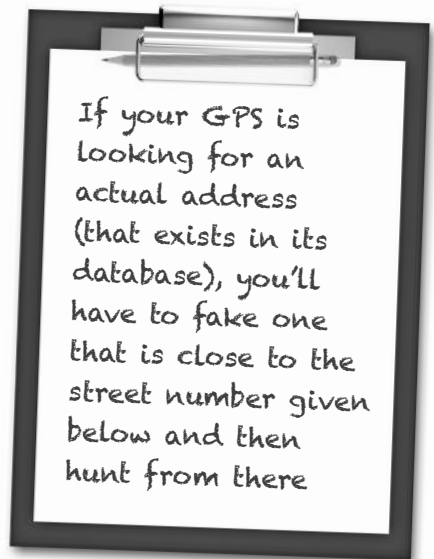 If your GPS is
looking for an
actual address
(that exists in its
database), you'll
have to fake one
that is close to the
street number given
below and then
hunt from there